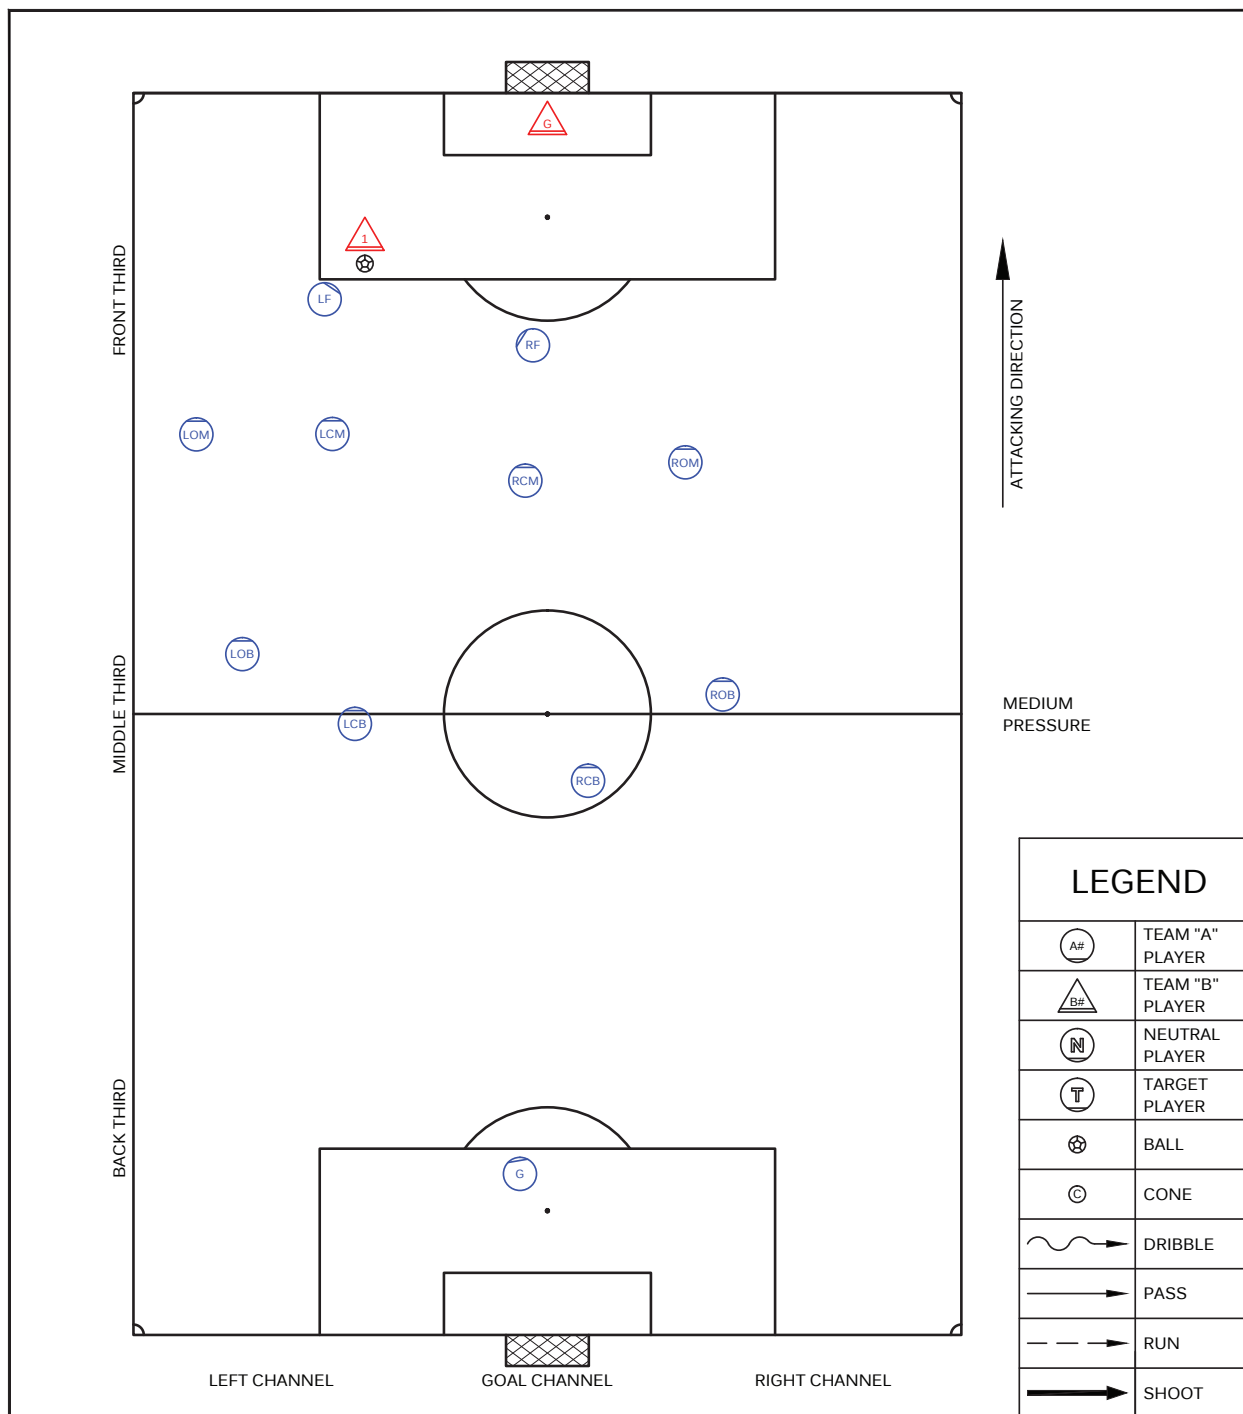 G
1
LF
RF
LOM
LCM
RCM
ROM
LOB
LCB
ROB
RCB
G
FRONT THIRD
MIDDLE THIRD
BACK THIRD
LEFT CHANNEL
GOAL CHANNEL
RIGHT CHANNEL
ATTACKING DIRECTION
MEDIUM
PRESSURE
LEGEND
A#
TEAM "A"
PLAYER
B#
TEAM "B"
PLAYER
N
NEUTRAL
PLAYER
T
TARGET
PLAYER
BALL
C
CONE
DRIBBLE
PASS
RUN
SHOOT